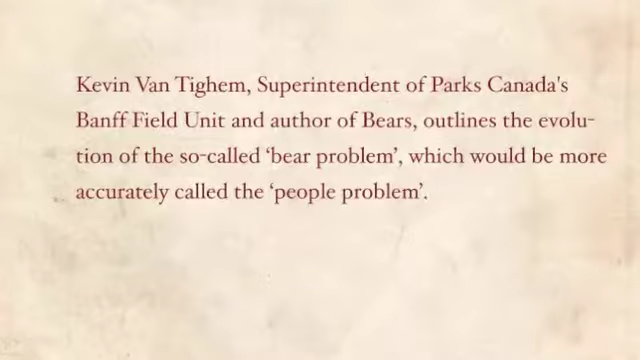 Kevin Van Tighem, Superintendent of Parks Canada's
Banff Field Unit and author of Bears, outlines the evolu-
tion of the so-called ‘bear problem’, which would be more
accurately called the ‘people problem’.